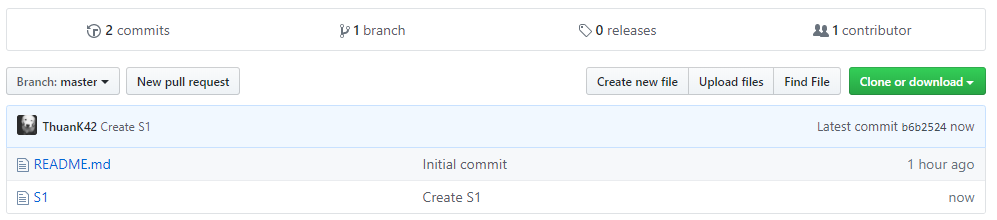 2 commits 1 branch 0 releases 1 contributor
Branch: master New pull request Create new file Upload files Find File Clone or download
ThuanK42 Create S1 Latest commit b6b2524 now
README.md Initial commit 1 hour ago
S1 Create S1 now